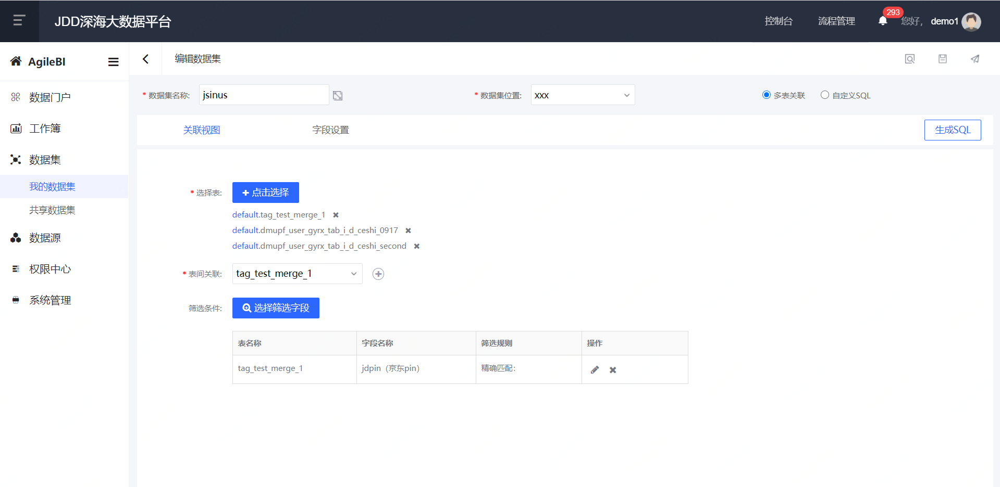 JDD深海大数据平台
控制台
流程管理
293
您好,
demo1
AgileBI
编辑数据集
数据门户
工作簿
数据集
我的数据集
共享数据集
数据源
权限中心
系统管理
* 数据集名称:
jsinus
* 数据集位置:
xxx
多表关联
自定义SQL
关联视图
字段设置
生成SQL
* 选择表:
点击选择
default.tag_test_merge_1
default.dmupf_user_gyrx_tab_i_d_ceshi_0917
default.dmupf_user_gyrx_tab_i_d_ceshi_second
* 表间关联:
tag_test_merge_1
筛选条件:
选择筛选字段
表名称 字段名称 筛选规则 操作
tag_test_merge_1 jdpin（京东pin） 精确匹配: